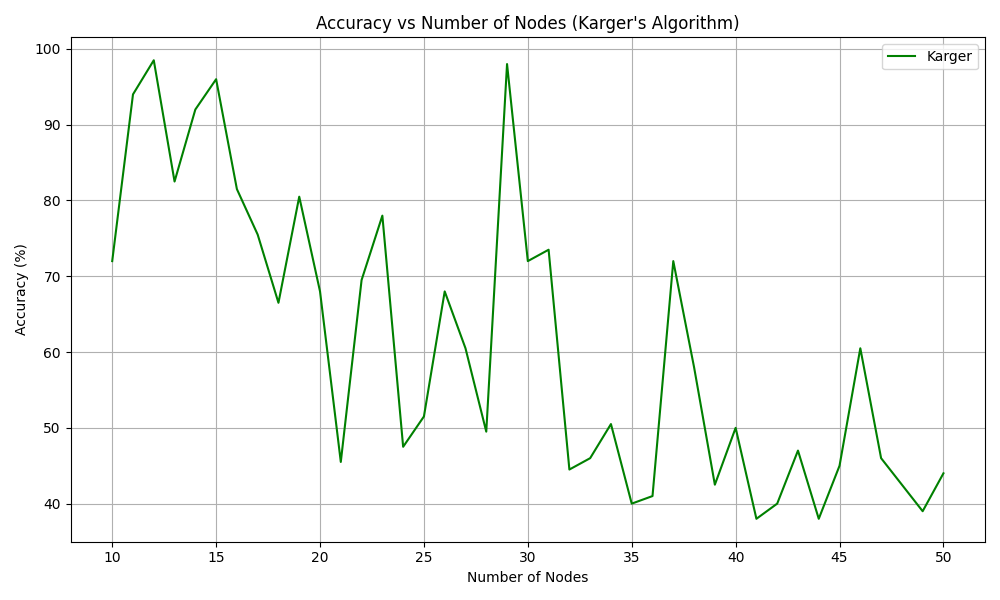 Accuracy vs Number of Nodes (Karger's Algorithm)
Karger
Accuracy (%)
100
90
80
70
60
50
40
10 15 20 25 30 35 40 45 50
Number of Nodes